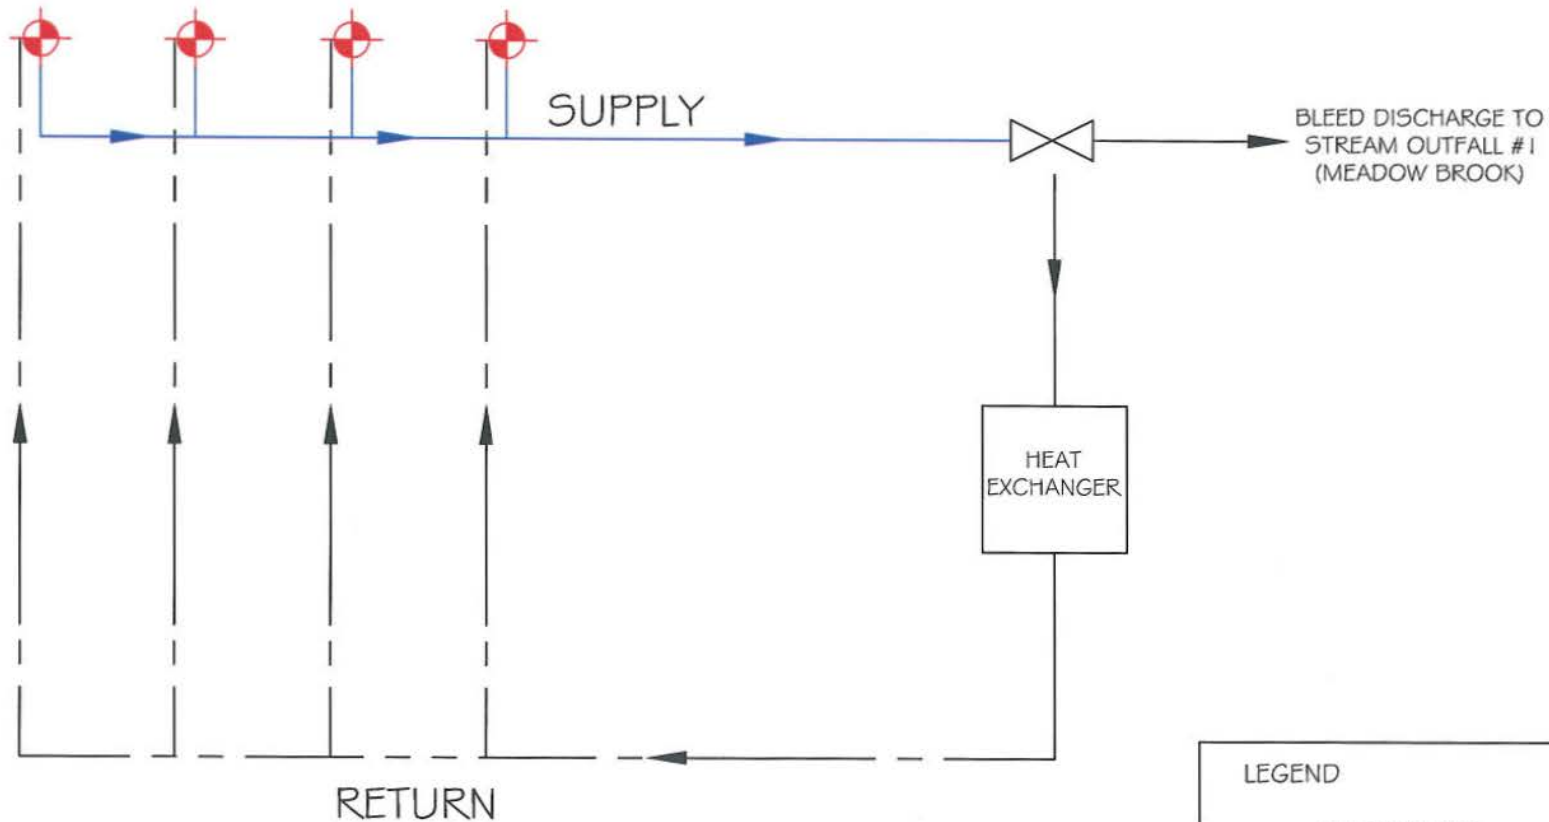 SUPPLY
BLEED DISCHARGE TO
STREAM OUTFALL #1
(MEADOW BROOK)
HEAT
EXCHANGER
RETURN
LEGEND